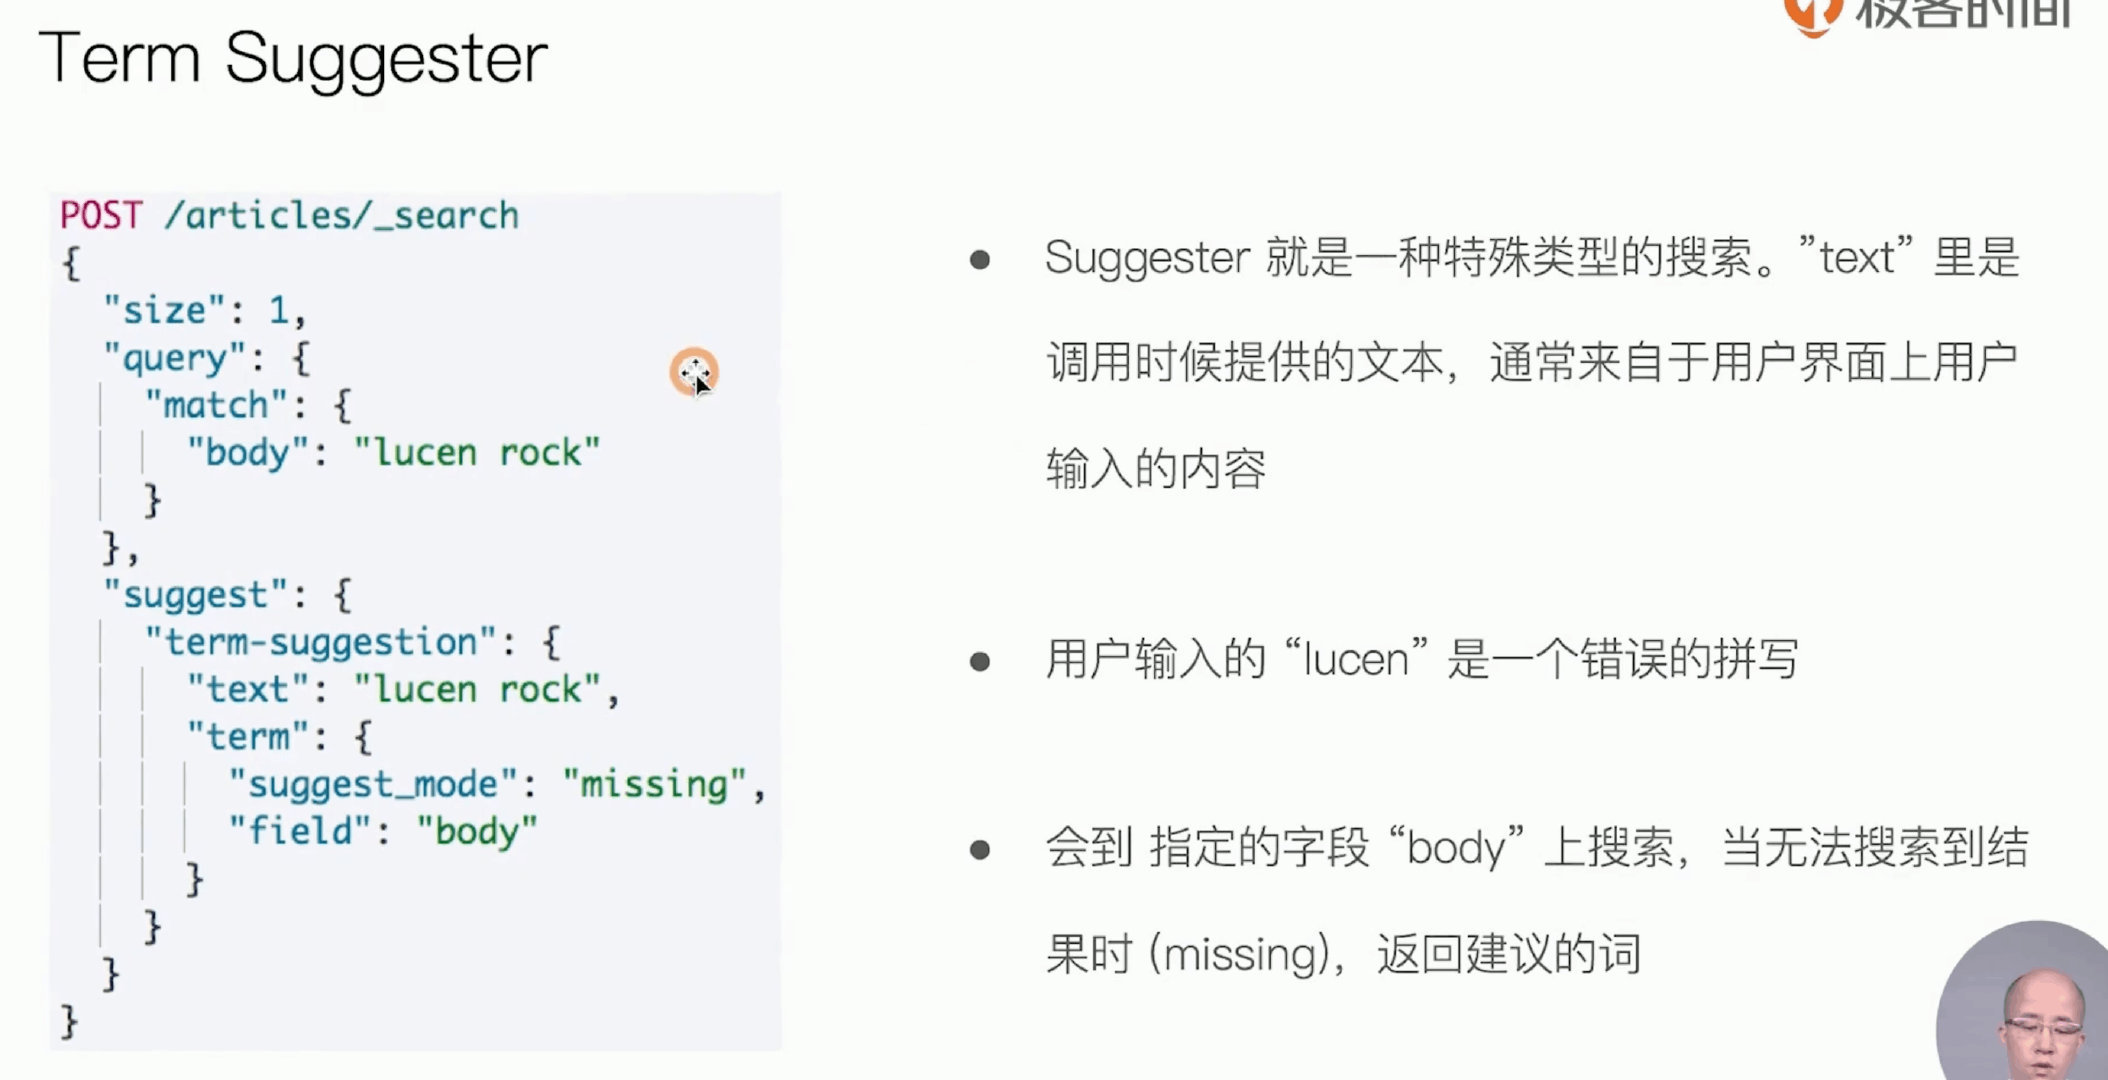 极客时间
Term Suggester
POST /articles/_search
{
  "size": 1,
  "query": {
    "match": {
      "body": "lucen rock"
    }
  },
  "suggest": {
    "term-suggestion": {
      "text": "lucen rock",
      "term": {
        "suggest_mode": "missing",
        "field": "body"
      }
    }
  }
}
● Suggester 就是一种特殊类型的搜索。”text” 里是
调用时候提供的文本，通常来自于用户界面上用户
输入的内容
● 用户输入的 “lucen” 是一个错误的拼写
● 会到 指定的字段 “body” 上搜索，当无法搜索到结
果时 (missing)，返回建议的词